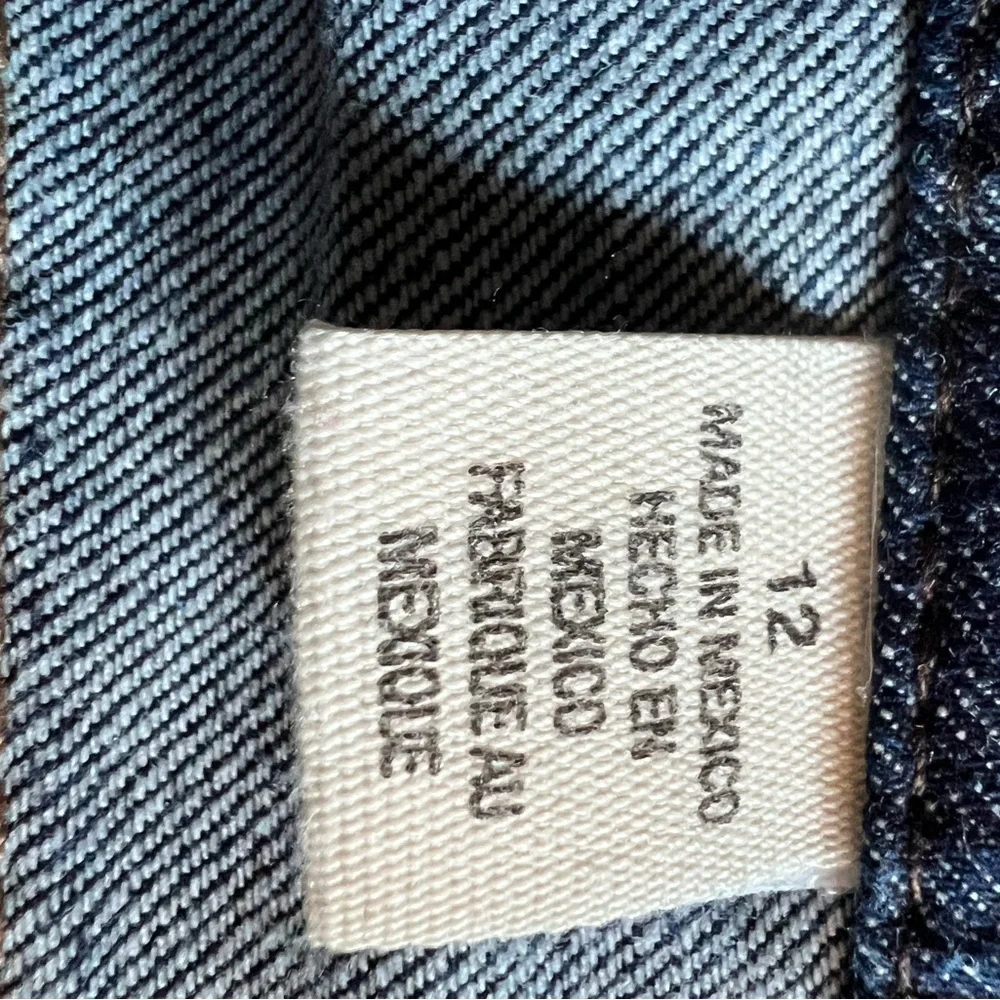 12
MADE IN MEXICO
HECHO EN
MEXICO
FABRIQUE AU
MEXIQUE